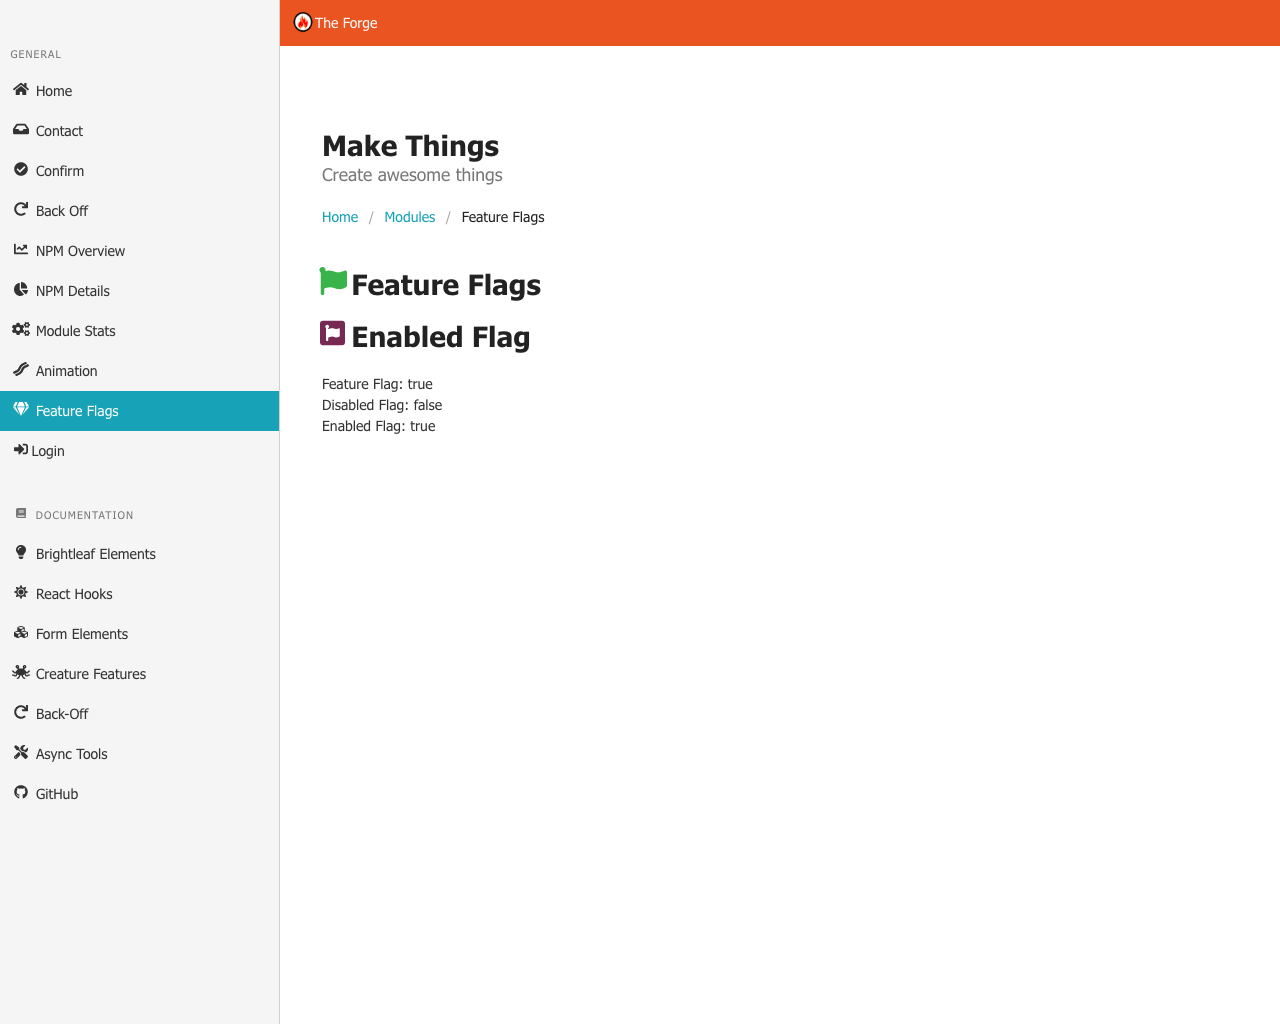 GENERAL
Home
Contact
Confirm
Back Off
NPM Overview
NPM Details
Module Stats
Animation
Feature Flags
Login
DOCUMENTATION
Brightleaf Elements
React Hooks
Form Elements
Creature Features
Back-Off
Async Tools
GitHub
The Forge
Make Things
Create awesome things
Home / Modules / Feature Flags
Feature Flags
Enabled Flag
Feature Flag: true
Disabled Flag: false
Enabled Flag: true